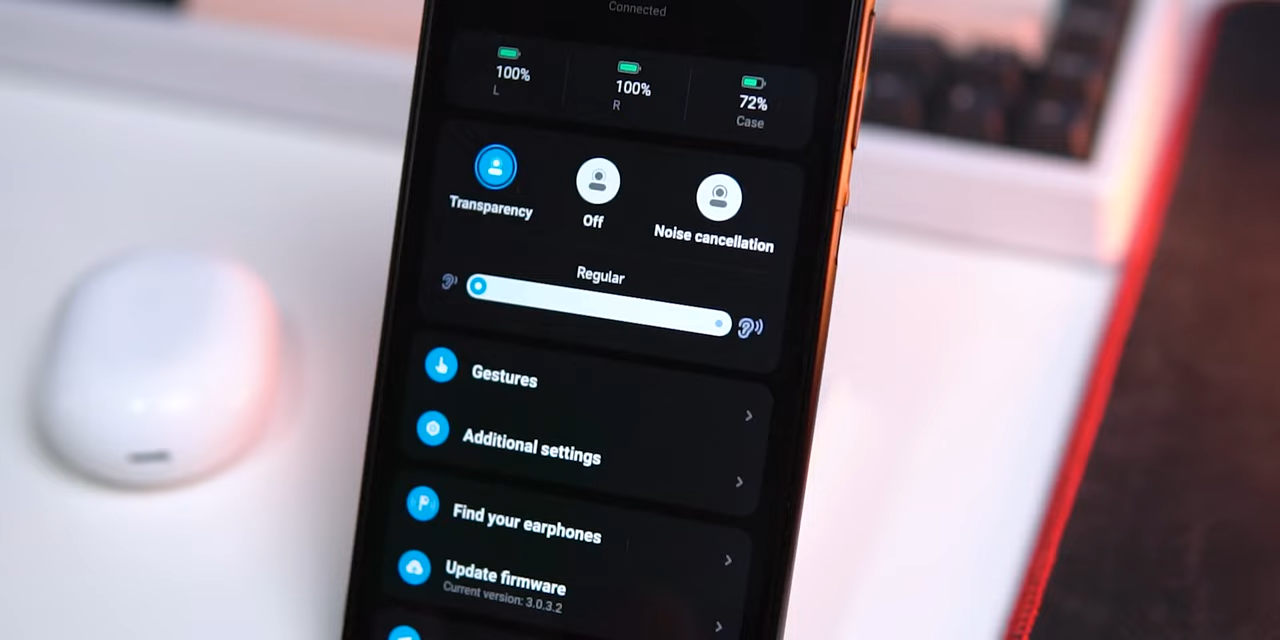 Connected
100%
L
100%
R
72%
Case
Transparency
Off
Noise cancellation
Regular
Gestures
Additional settings
Find your earphones
Update firmware
Current version: 3.0.3.2